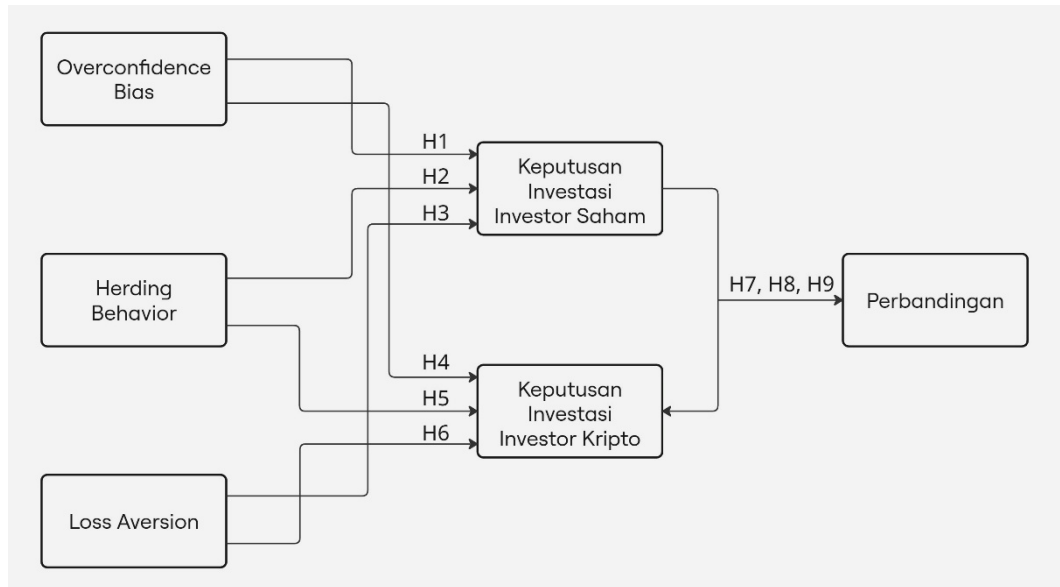 Overconfidence
Bias
H1
H2
H3
Keputusan
Investasi
Investor Saham
Herding
Behavior
H7, H8, H9
Perbandingan
H4
H5
H6
Keputusan
Investasi
Investor Kripto
Loss Aversion